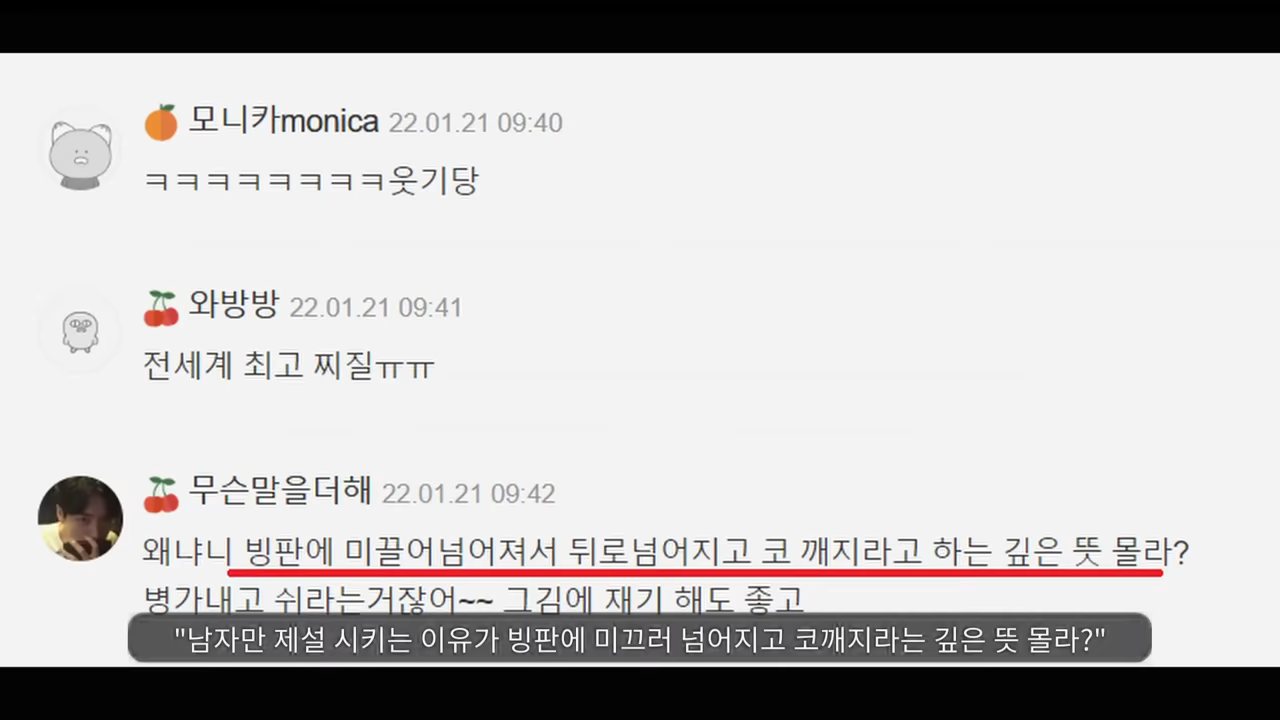 모니카monica 22.01.21 09:40
ㅋㅋㅋㅋㅋㅋㅋㅋ웃기당
와방방 22.01.21 09:41
전세계 최고 찌질ㅠㅠ
무슨말을더해 22.01.21 09:42
왜냐니 빙판에 미끌어넘어져서 뒤로넘어지고 코 깨지라고 하는 깊은 뜻 몰라?
병가내고 쉬라는거잖어~~ 그김에 재기 해도 좋고
"남자만 제설 시키는 이유가 빙판에 미끄러 넘어지고 코깨지라는 깊은 뜻 몰라?"